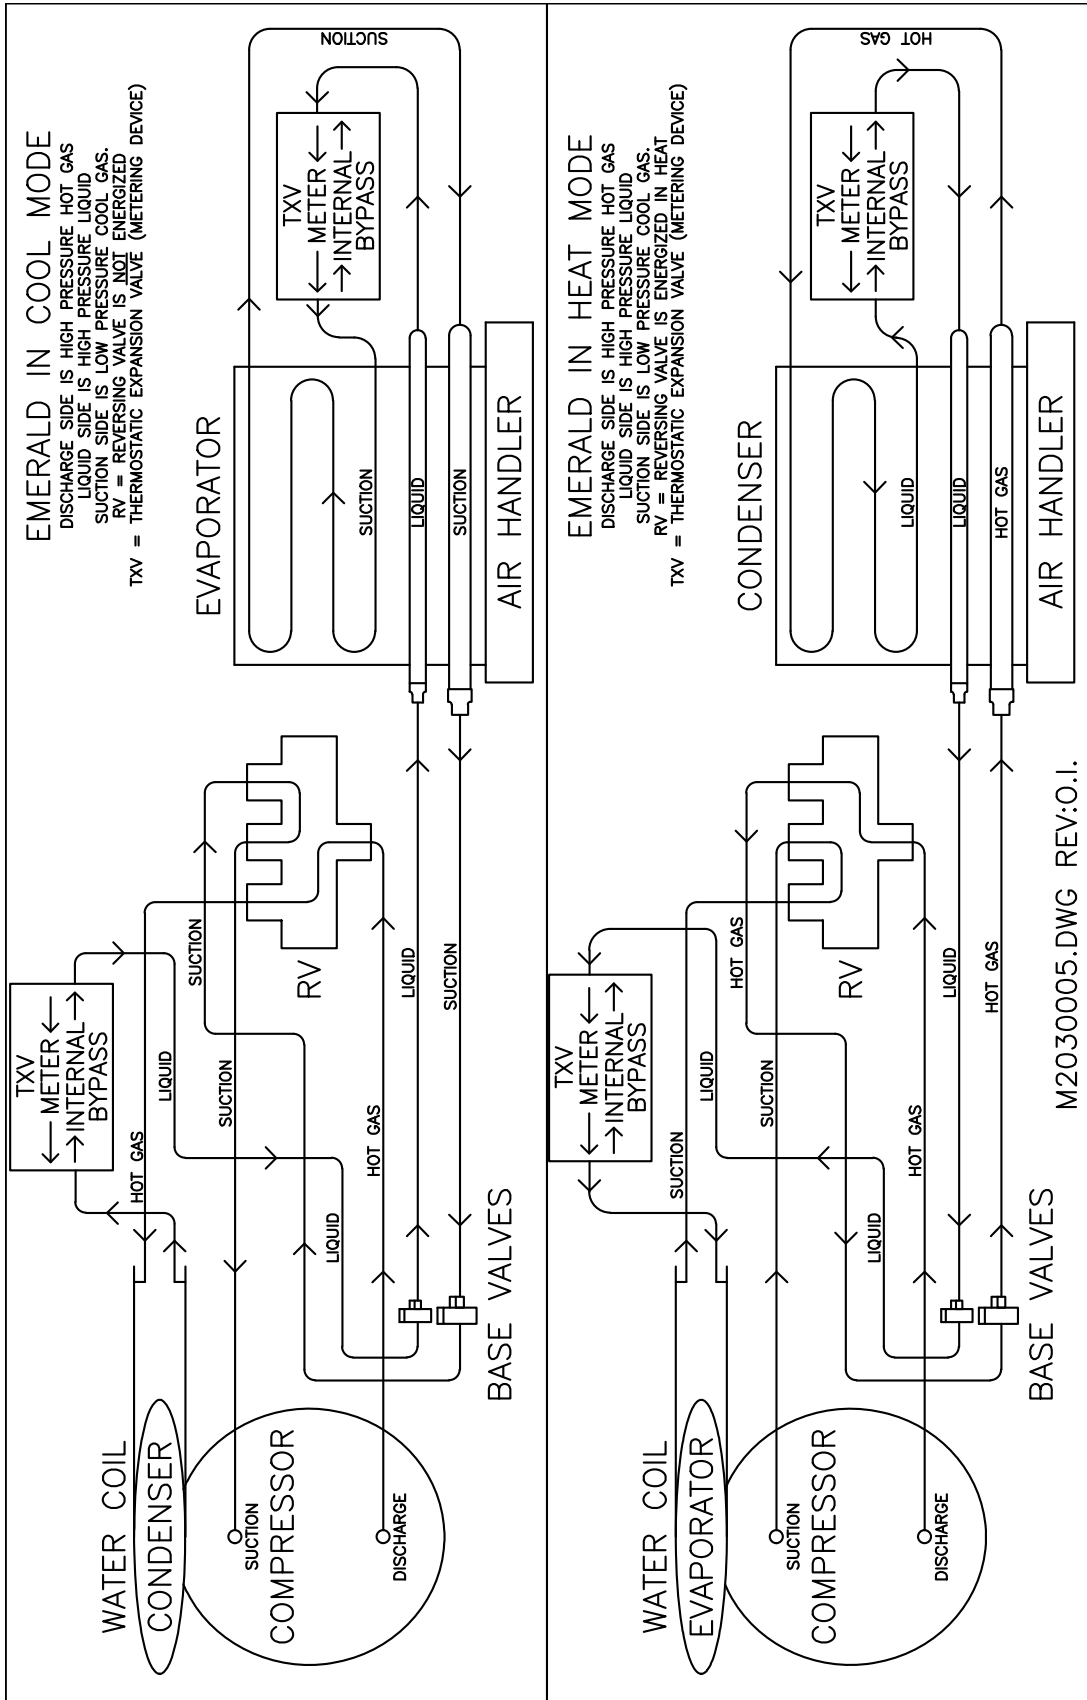 EMERALD IN COOL MODE
DISCHARGE SIDE IS HIGH PRESSURE HOT GAS
LIQUID SIDE IS HIGH PRESSURE LIQUID
SUCTION SIDE IS LOW PRESSURE COOL GAS.
RV = REVERSING VALVE IS NOT ENERGIZED
TXV = THERMOSTATIC EXPANSION VALVE (METERING DEVICE)
WATER COIL
CONDENSER
SUCTION
COMPRESSOR
DISCHARGE
TXV
METER
INTERNAL
BYPASS
HOT GAS
LIQUID
SUCTION
SUCTION
LIQUID
HOT GAS
RV
LIQUID
SUCTION
BASE VALVES
EVAPORATOR
SUCTION
LIQUID
SUCTION
AIR HANDLER
TXV
METER
INTERNAL
BYPASS
SUCTION
EMERALD IN HEAT MODE
DISCHARGE SIDE IS HIGH PRESSURE HOT GAS
LIQUID SIDE IS HIGH PRESSURE LIQUID
SUCTION SIDE IS LOW PRESSURE COOL GAS.
RV = REVERSING VALVE IS ENERGIZED IN HEAT
TXV = THERMOSTATIC EXPANSION VALVE (METERING DEVICE)
WATER COIL
EVAPORATOR
SUCTION
COMPRESSOR
DISCHARGE
TXV
METER
INTERNAL
BYPASS
SUCTION
LIQUID
HOT GAS
SUCTION
LIQUID
HOT GAS
RV
LIQUID
HOT GAS
BASE VALVES
CONDENSER
LIQUID
LIQUID
HOT GAS
AIR HANDLER
TXV
METER
INTERNAL
BYPASS
HOT GAS
M2030005.DWG REV:O.I.